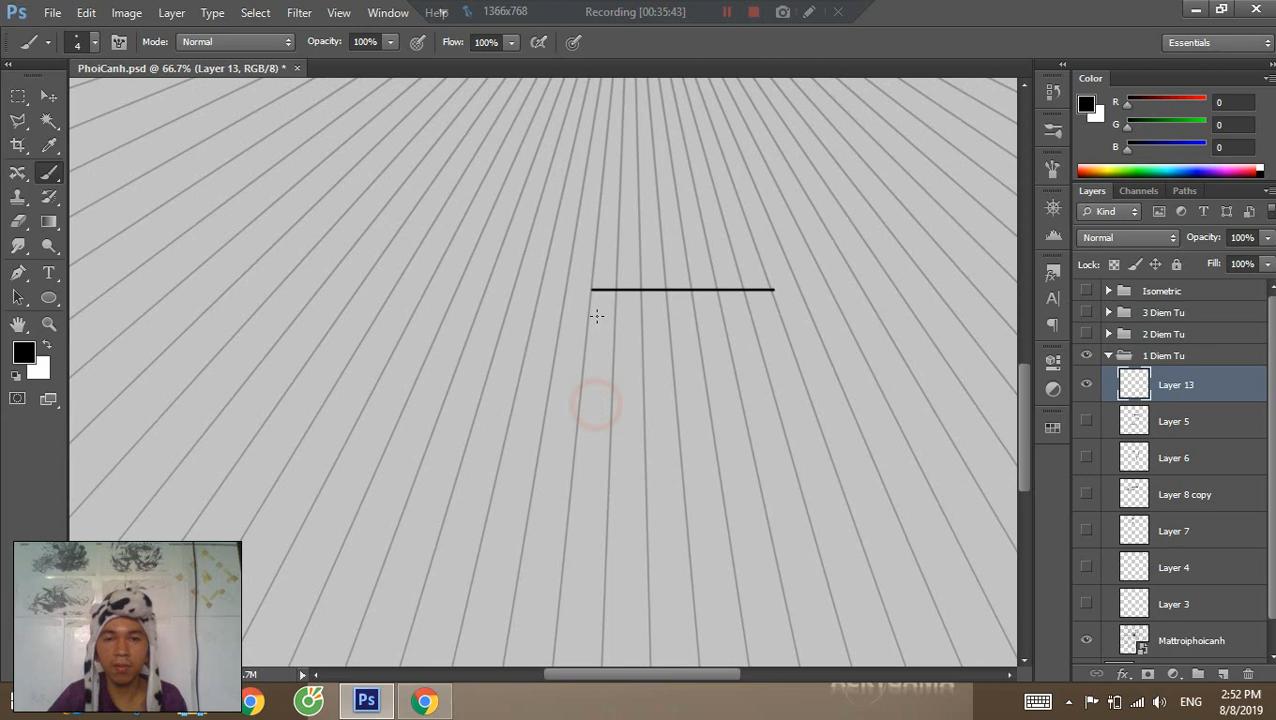 Ps File Edit Image Layer Type Select Filter View Window Help
1366x768 Recording [00:35:43]
4 Mode: Normal Opacity: 100% Flow: 100% Essentials
PhoiCanh.psd @ 66.7% (Layer 13, RGB/8) *
Color
R 0
G 0
B 0
Layers Channels Paths
Kind
Normal Opacity: 100%
Lock: Fill: 100%
Isometric
3 Diem Tu
2 Diem Tu
1 Diem Tu
Layer 13
Layer 5
Layer 6
Layer 8 copy
Layer 7
Layer 4
Layer 3
Mattroiphoicanh
.7M
Ps
ENG
2:52 PM
8/8/2019